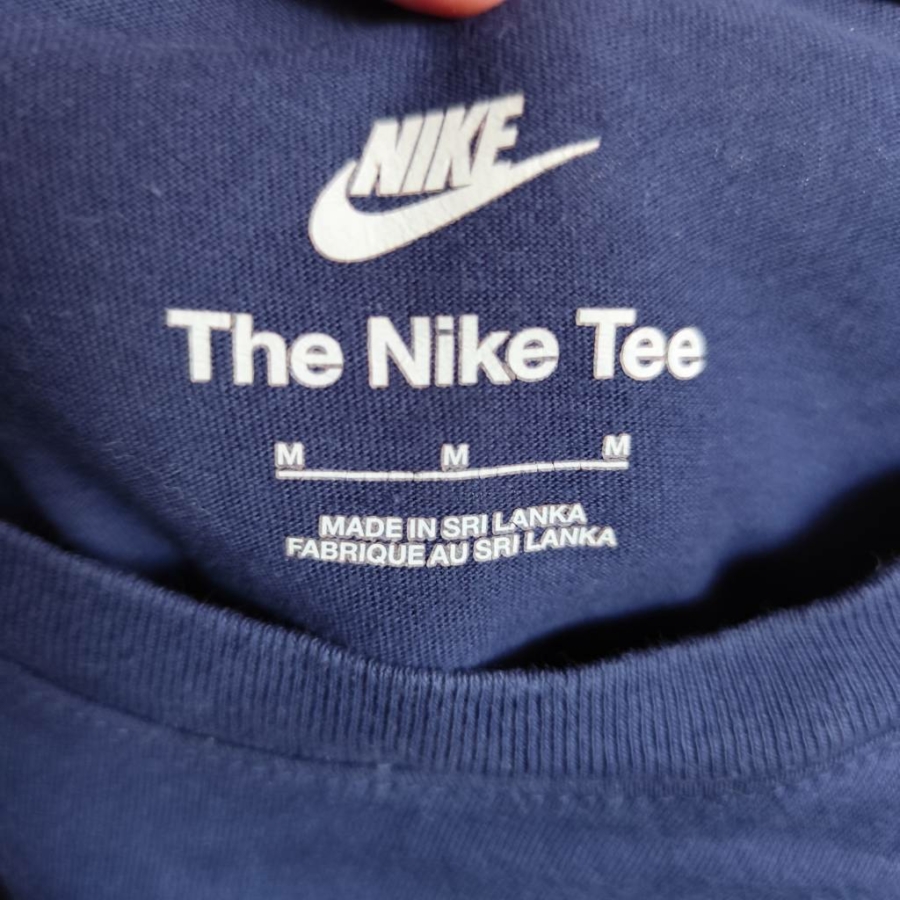 NIKE
The Nike Tee
M M M
MADE IN SRI LANKA
FABRIQUE AU SRI LANKA